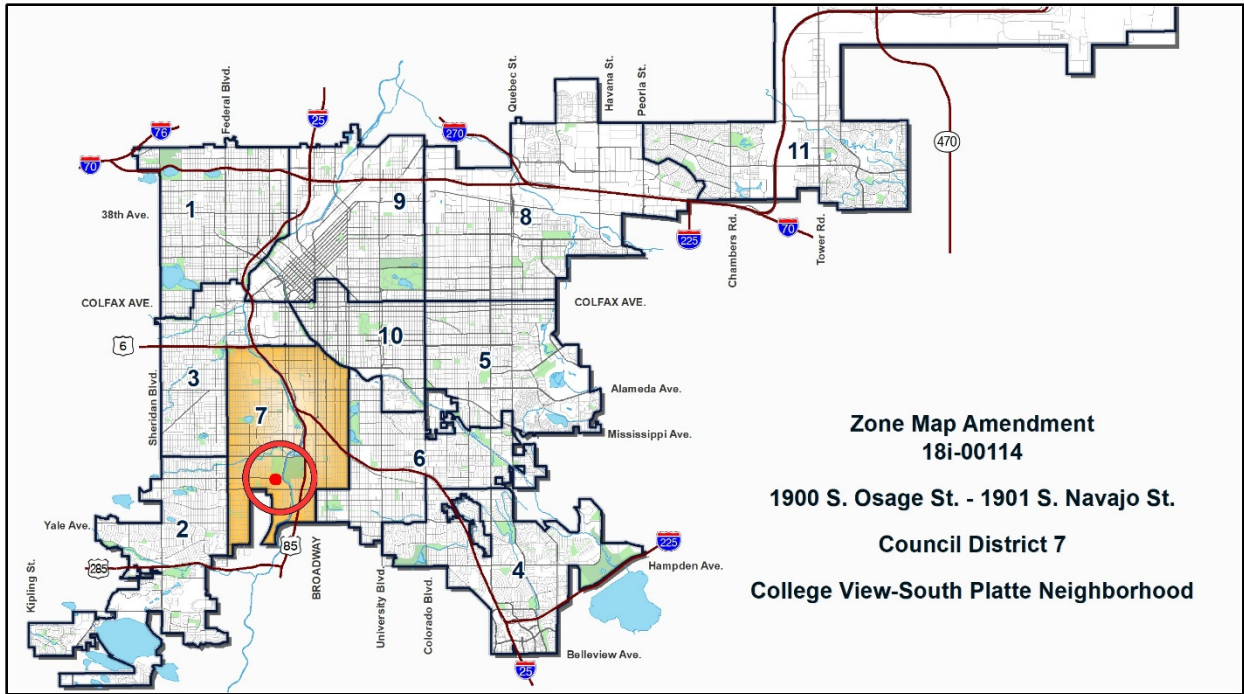 Federal Blvd.
25
76
70
270
Quebec St.
Havana St.
Peoria St.
470
11
1
9
8
38th Ave.
225
Chambers Rd.
70
Tower Rd.
COLFAX AVE.
COLFAX AVE.
6
10
5
3
Sheridan Blvd.
7
Alameda Ave.
Mississippi Ave.
6
2
Yale Ave.
85
285
BROADWAY
University Blvd.
Colorado Blvd.
4
225
Hampden Ave.
Kipling St.
Belleview Ave.
25
Zone Map Amendment
18i-00114
1900 S. Osage St. - 1901 S. Navajo St.
Council District 7
College View-South Platte Neighborhood